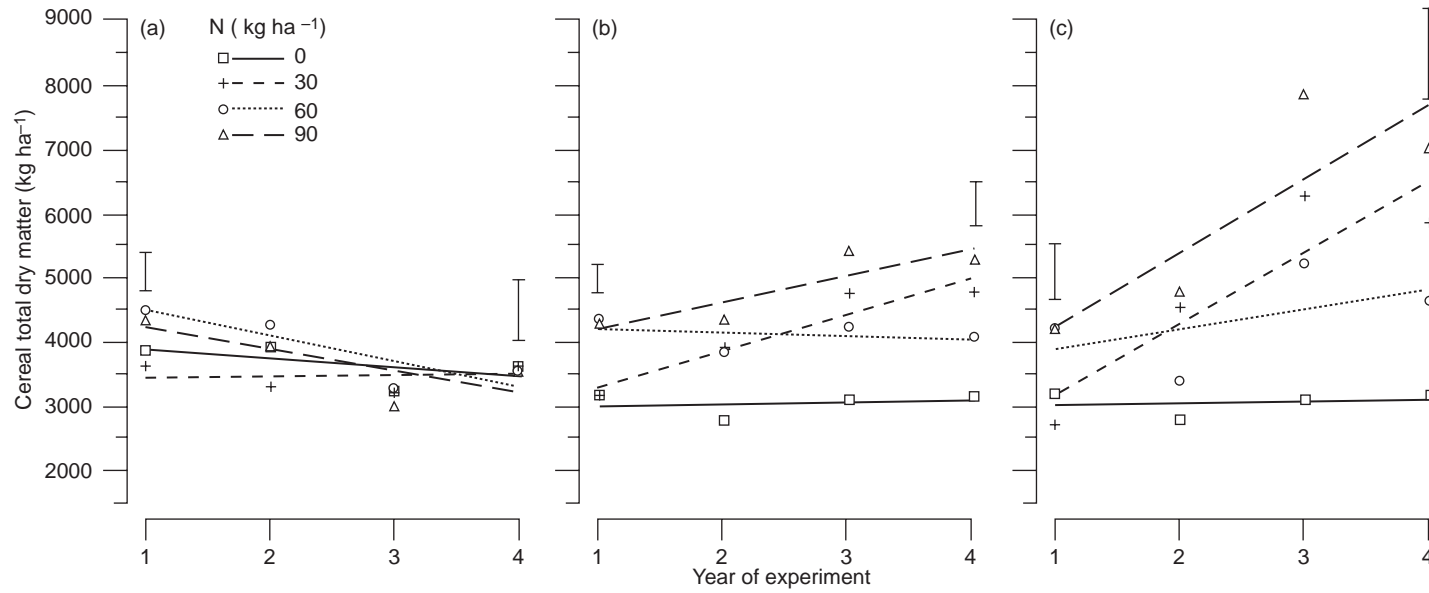 (a)
N ( kg ha –1)
0
30
60
90
(b)
(c)
Cereal total dry matter (kg ha–1)
9000
8000
7000
6000
5000
4000
3000
2000
1 2 3 4
1 2 3 4
1 2 3 4
Year of experiment